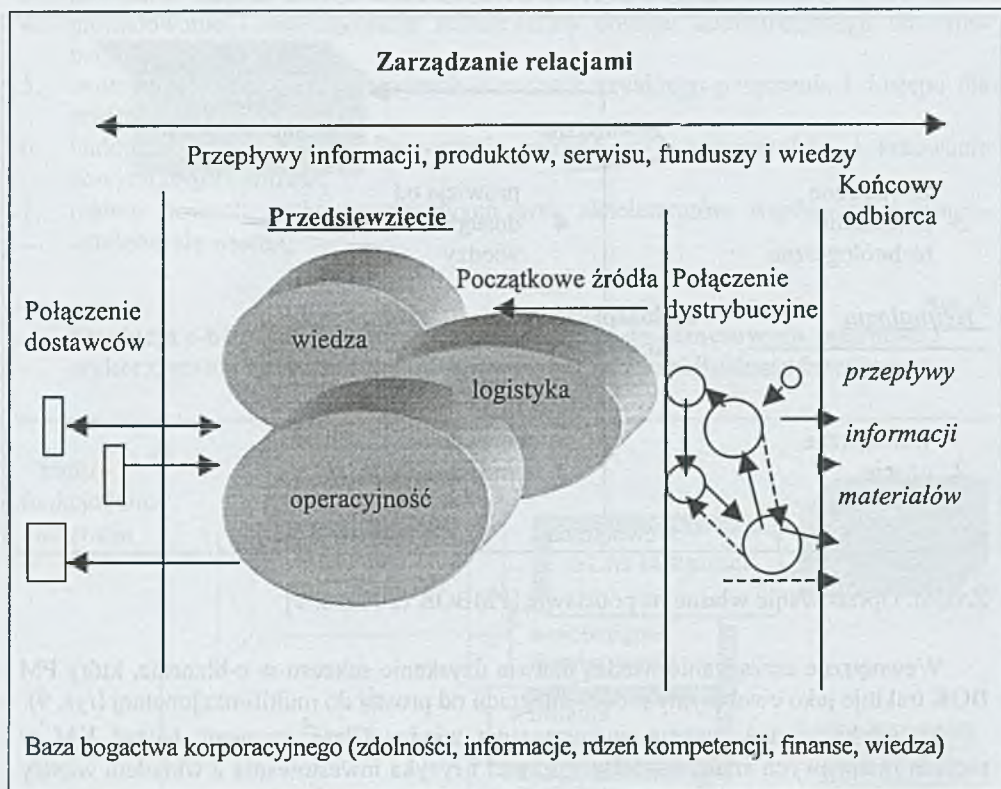 Zarządzanie relacjami
Przepływy informacji, produktów, serwisu, funduszy i wiedzy
Końcowy
odbiorca
Przedsięwzięcie
Początkowe źródła
Połączenie
dystrybucyjne
Połączenie
dostawców
wiedza
logistyka
operacyjność
przepływy
informacji
materiałów
Baza bogactwa korporacyjnego (zdolności, informacje, rdzeń kompetencji, finanse, wiedza)